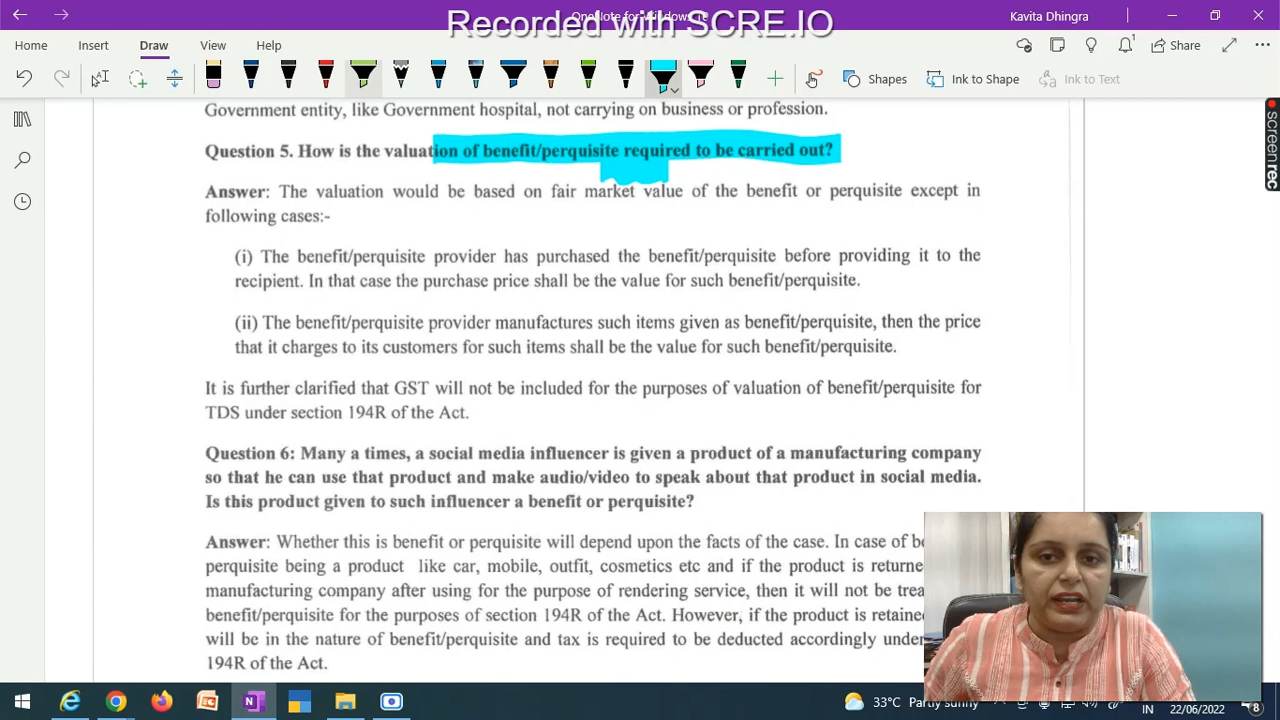 OneNote for Windows 10
Recorded with SCRE.IO
Kavita Dhingra
Home Insert Draw View Help
Share
Shapes
Ink to Shape
Ink to Text
Government entity, like Government hospital, not carrying on business or profession.
Question 5. How is the valuation of benefit/perquisite required to be carried out?
Answer: The valuation would be based on fair market value of the benefit or perquisite except in
following cases:-
(i) The benefit/perquisite provider has purchased the benefit/perquisite before providing it to the
recipient. In that case the purchase price shall be the value for such benefit/perquisite.
(ii) The benefit/perquisite provider manufactures such items given as benefit/perquisite, then the price
that it charges to its customers for such items shall be the value for such benefit/perquisite.
It is further clarified that GST will not be included for the purposes of valuation of benefit/perquisite for
TDS under section 194R of the Act.
Question 6: Many a times, a social media influencer is given a product of a manufacturing company
so that he can use that product and make audio/video to speak about that product in social media.
Is this product given to such influencer a benefit or perquisite?
Answer: Whether this is benefit or perquisite will depend upon the facts of the case. In case of be
perquisite being a product like car, mobile, outfit, cosmetics etc and if the product is returne
manufacturing company after using for the purpose of rendering service, then it will not be trea
benefit/perquisite for the purposes of section 194R of the Act. However, if the product is retaine
will be in the nature of benefit/perquisite and tax is required to be deducted accordingly under
194R of the Act.
screenrec
33°C Partly sunny
IN
22/06/2022
8